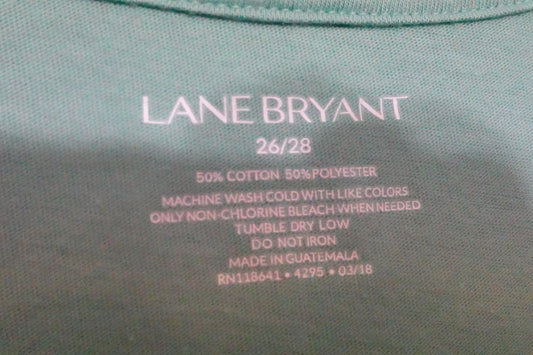 LANE BRYANT
26/28
50% COTTON 50% POLYESTER
MACHINE WASH COLD WITH LIKE COLORS
ONLY NON-CHLORINE BLEACH WHEN NEEDED
TUMBLE DRY LOW
DO NOT IRON
MADE IN GUATEMALA
RN118641 • 4295 • 03/18